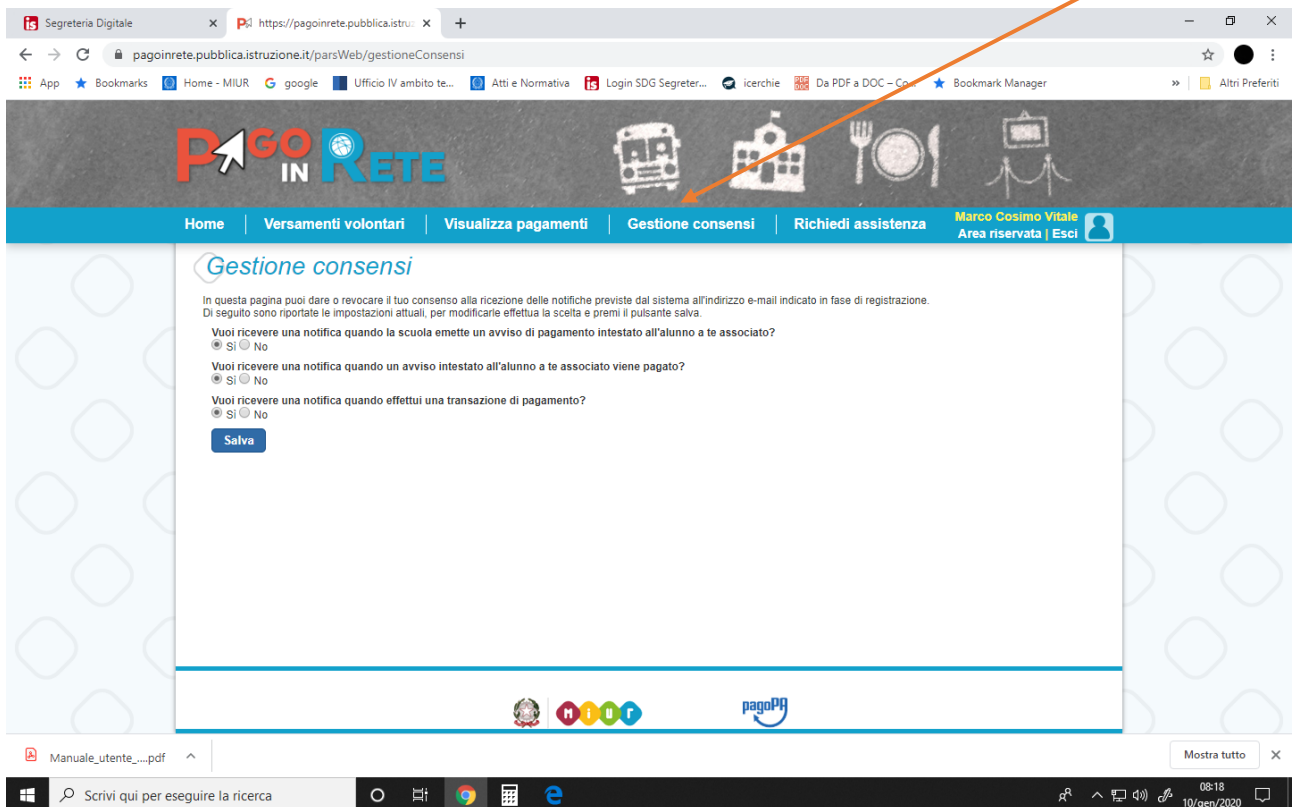 Segreteria Digitale
https://pagoinrete.pubblica.istru
pagoinrete.pubblica.istruzione.it/parsWeb/gestioneConsensi
App Bookmarks Home - MIUR google Ufficio IV ambito te... Atti e Normativa Login SDG Segreter... icerchie Da PDF a DOC – Co... Bookmark Manager » Altri Preferiti
PAGO IN RETE
Home Versamenti volontari Visualizza pagamenti Gestione consensi Richiedi assistenza
Marco Cosimo Vitale
Area riservata | Esci
Gestione consensi
In questa pagina puoi dare o revocare il tuo consenso alla ricezione delle notifiche previste dal sistema all'indirizzo e-mail indicato in fase di registrazione.
Di seguito sono riportate le impostazioni attuali, per modificarle effettua la scelta e premi il pulsante salva.
Vuoi ricevere una notifica quando la scuola emette un avviso di pagamento intestato all'alunno a te associato?
Si No
Vuoi ricevere una notifica quando un avviso intestato all'alunno a te associato viene pagato?
Si No
Vuoi ricevere una notifica quando effettui una transazione di pagamento?
Si No
Salva
MIUr
pagoPA
Manuale_utente_....pdf
Mostra tutto
Scrivi qui per eseguire la ricerca
08:18
10/gen/2020